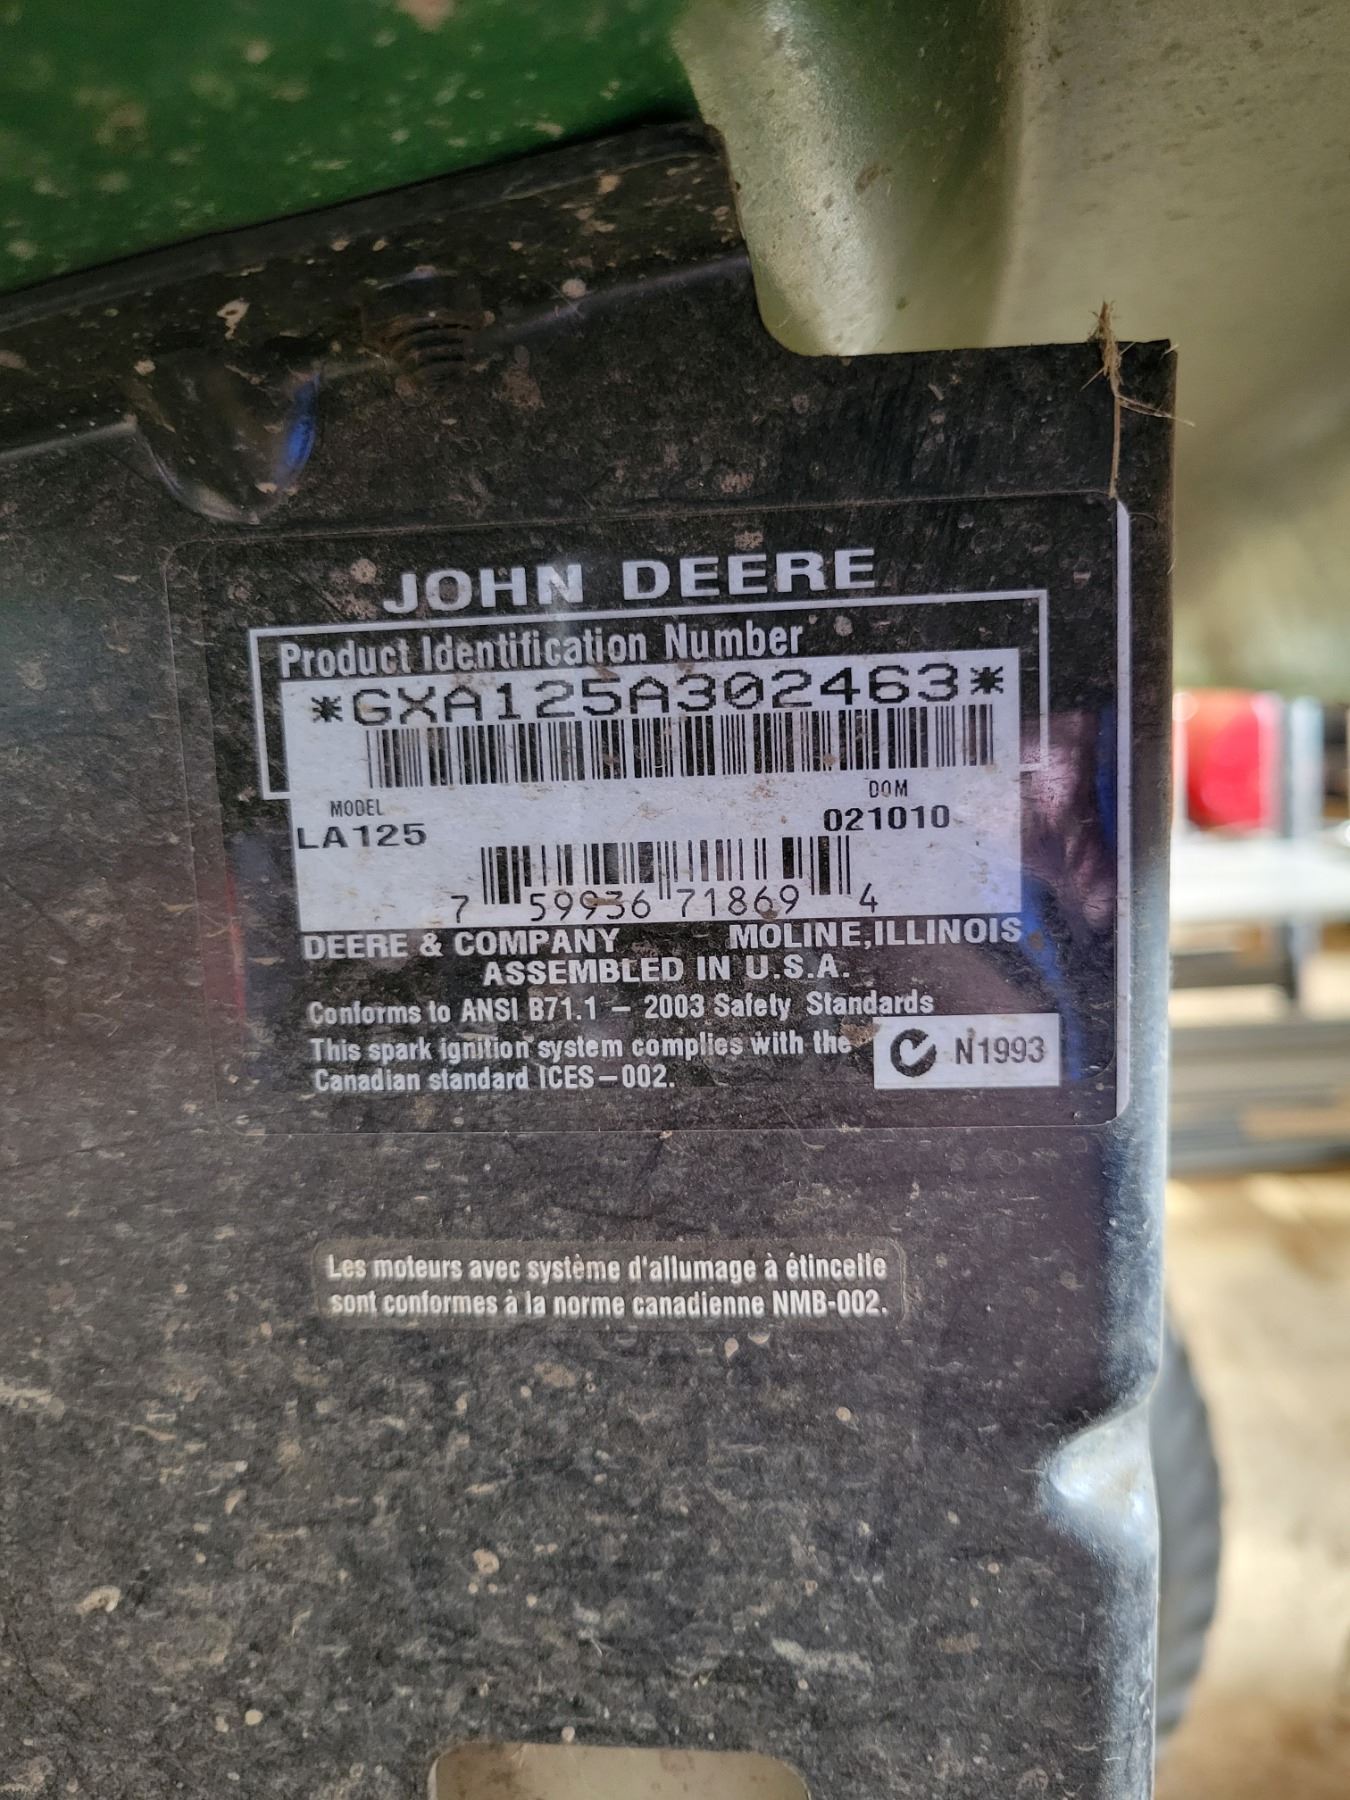 JOHN DEERE
Product Identification Number
*GXA125A302463*
MODEL DOM
LA125 021010
7 59936 71869 4
DEERE & COMPANY MOLINE,ILLINOIS
ASSEMBLED IN U.S.A.
Conforms to ANSI B71.1 – 2003 Safety Standards
This spark ignition system complies with the
Canadian standard ICES–002.
N1993
Les moteurs avec système d'allumage à étincelle
sont conformes à la norme canadienne NMB-002.